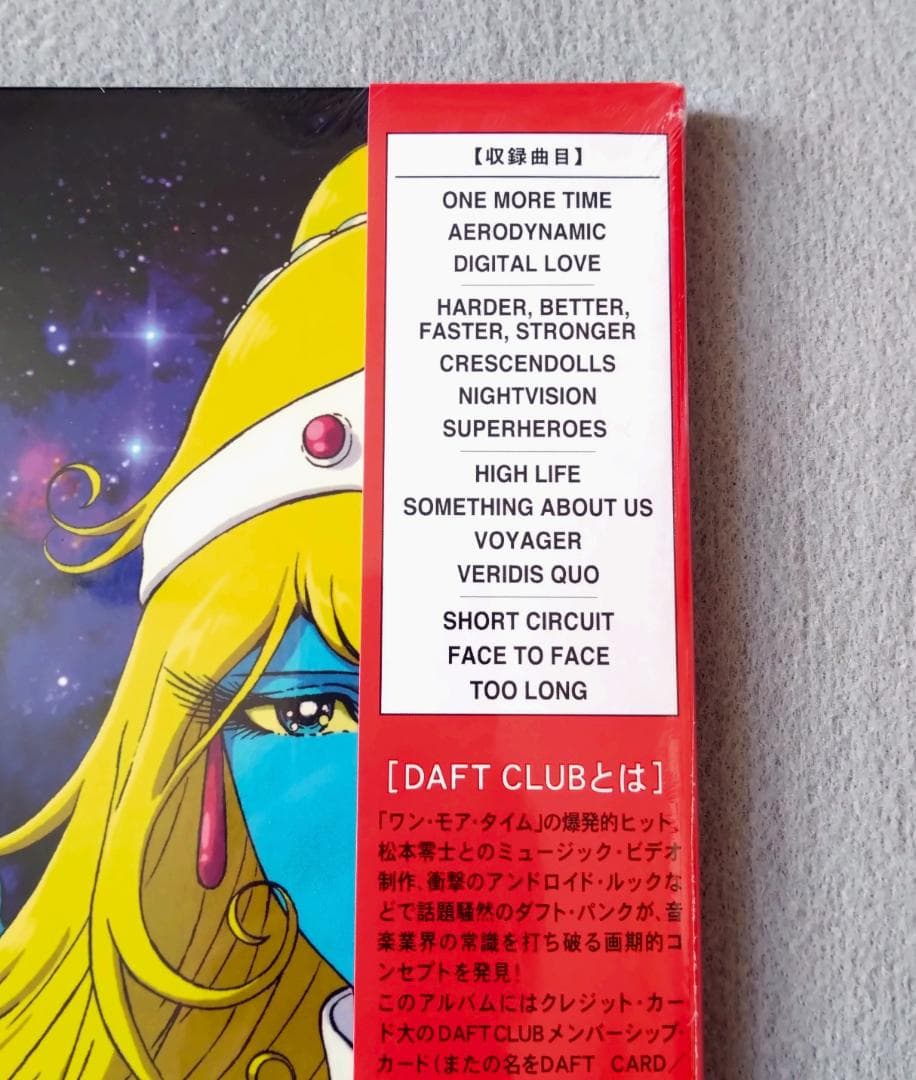 【収録曲目】
ONE MORE TIME
AERODYNAMIC
DIGITAL LOVE
HARDER, BETTER,
FASTER, STRONGER
CRESCENDOLLS
NIGHTVISION
SUPERHEROES
HIGH LIFE
SOMETHING ABOUT US
VOYAGER
VERIDIS QUO
SHORT CIRCUIT
FACE TO FACE
TOO LONG
[DAFT CLUBとは]
「ワン・モア・タイム」の爆発的ヒット、
松本零士とのミュージック・ビデオ
制作、衝撃のアンドロイド・ルックな
どで話題騒然のダフト・パンクが、音
楽業界の常識を打ち破る画期的コ
ンセプトを発見!
このアルバムにはクレジット・カー
ド大のDAFT CLUBメンバーシップ・
カード(またの名をDAFT CARD/